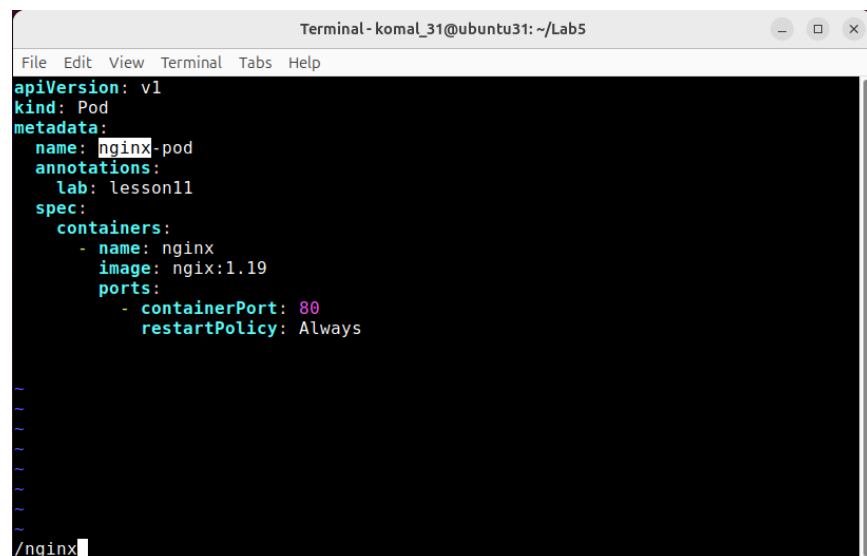 Terminal - komal_31@ubuntu31: ~/Lab5
File Edit View Terminal Tabs Help
apiVersion: v1
kind: Pod
metadata:
  name: nginx-pod
  annotations:
    lab: lesson11
  spec:
    containers:
      - name: nginx
        image: ngix:1.19
        ports:
          - containerPort: 80
            restartPolicy: Always
~
~
~
~
~
~
~
~
/nginx